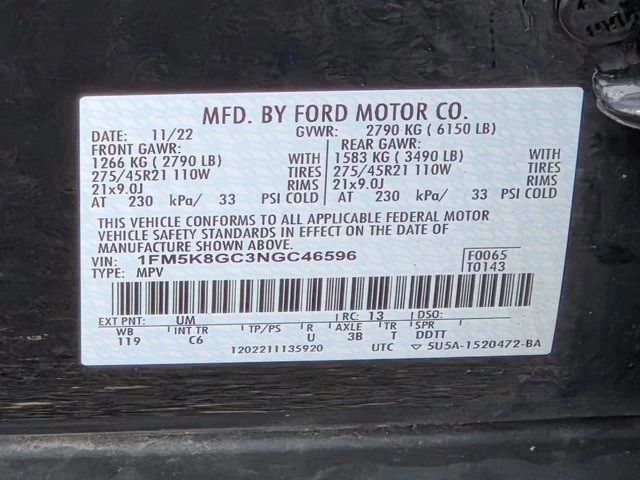 MFD. BY FORD MOTOR CO.
DATE: 11/22 GVWR: 2790 KG ( 6150 LB)
FRONT GAWR: REAR GAWR:
1266 KG ( 2790 LB) WITH 1583 KG ( 3490 LB) WITH
275/45R21 110W TIRES 275/45R21 110W TIRES
21x9.0J RIMS 21x9.0J RIMS
AT 230 kPa/ 33 PSI COLD AT 230 kPa/ 33 PSI COLD
THIS VEHICLE CONFORMS TO ALL APPLICABLE FEDERAL MOTOR
VEHICLE SAFETY STANDARDS IN EFFECT ON THE DATE OF
MANUFACTURE SHOWN ABOVE.
VIN: 1FM5K8GC3NGC46596 F0065
TYPE: MPV T0143
EXT PNT: UM RC: 13 DSO:
WB INT TR TP/PS R AXLE TR SPR
119 C6 U 3B T DDTT
1202211135920 UTC ▽ 5U5A-1520472-BA